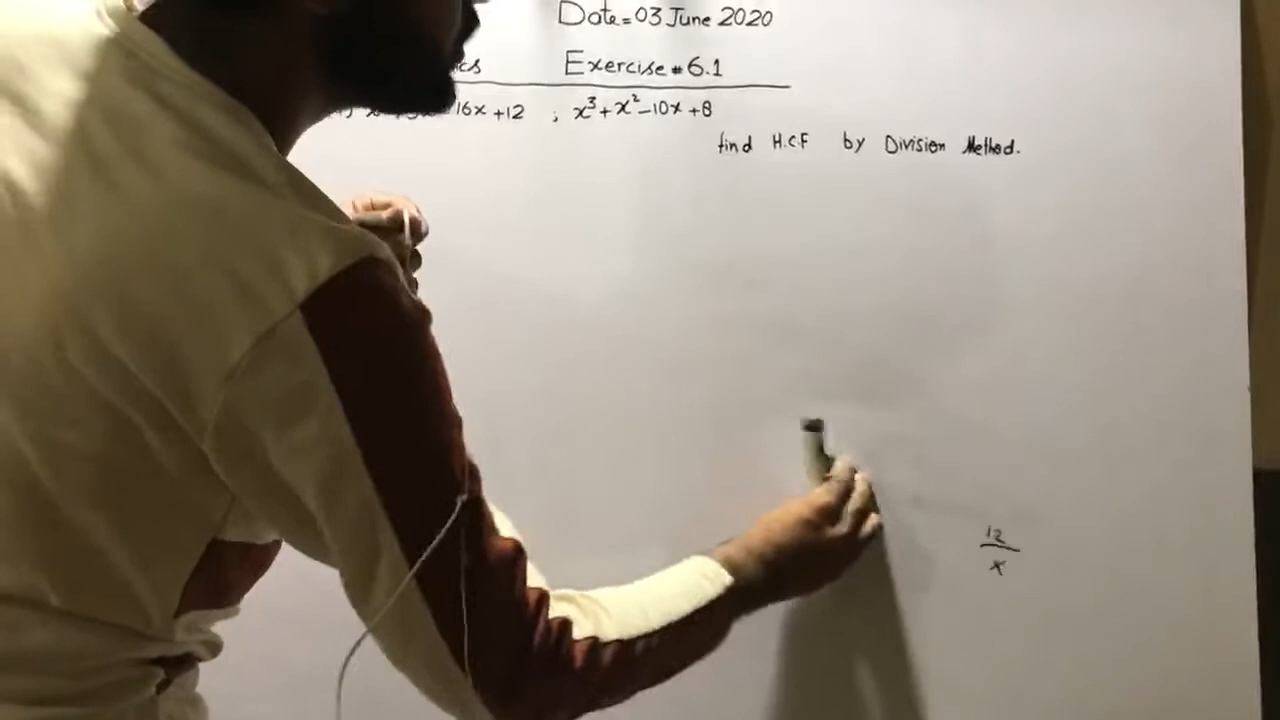 Date=03 June 2020
Exercise # 6.1
16x+12 ; x³+x²-10x+8
find H.C.F by Division Method.
12
x